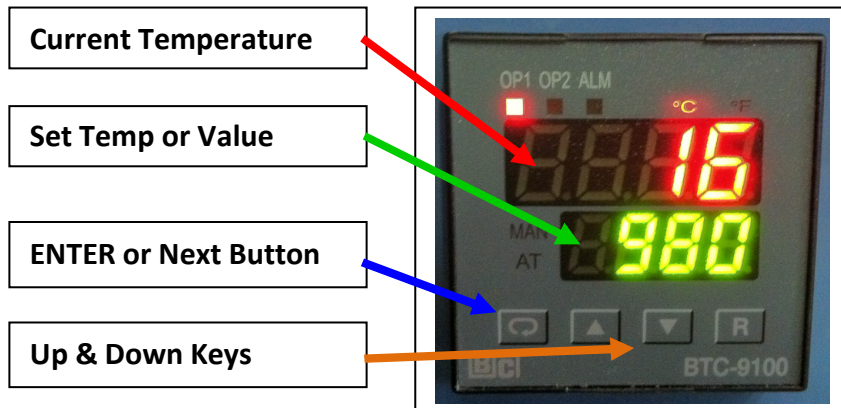 Current Temperature
Set Temp or Value
ENTER or Next Button
Up & Down Keys
OP1 OP2 ALM
°C °F
16
980
MAN
AT
R
BC
BTC-9100